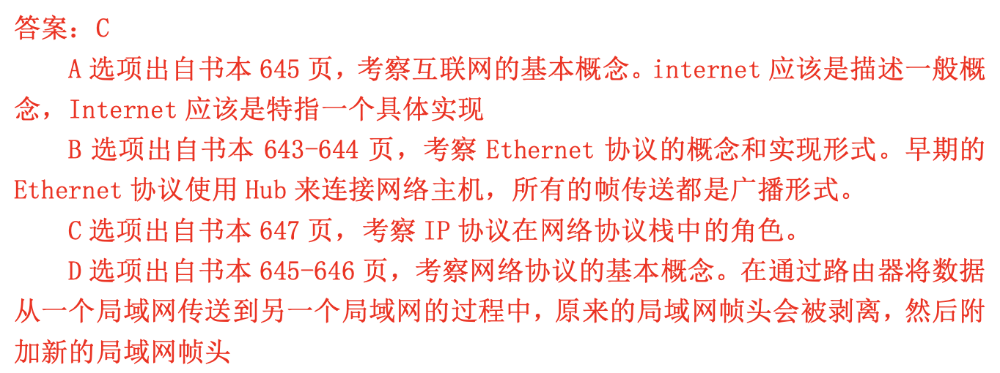 答案：C
A 选项出自书本 645 页，考察互联网的基本概念。internet 应该是描述一般概
念，Internet 应该是特指一个具体实现
B 选项出自书本 643-644 页，考察 Ethernet 协议的概念和实现形式。早期的
Ethernet 协议使用 Hub 来连接网络主机，所有的帧传送都是广播形式。
C 选项出自书本 647 页，考察 IP 协议在网络协议栈中的角色。
D 选项出自书本 645-646 页，考察网络协议的基本概念。在通过路由器将数据
从一个局域网传送到另一个局域网的过程中，原来的局域网帧头会被剥离，然后附
加新的局域网帧头